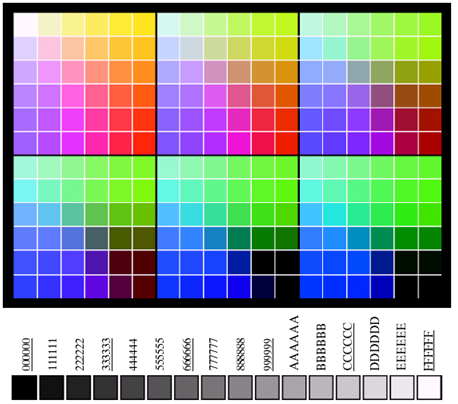 000000
111111
222222
333333
444444
555555
666666
777777
888888
999999
AAAAAA
BBBBBB
CCCCCC
DDDDDD
EEEEEE
FFFFFF